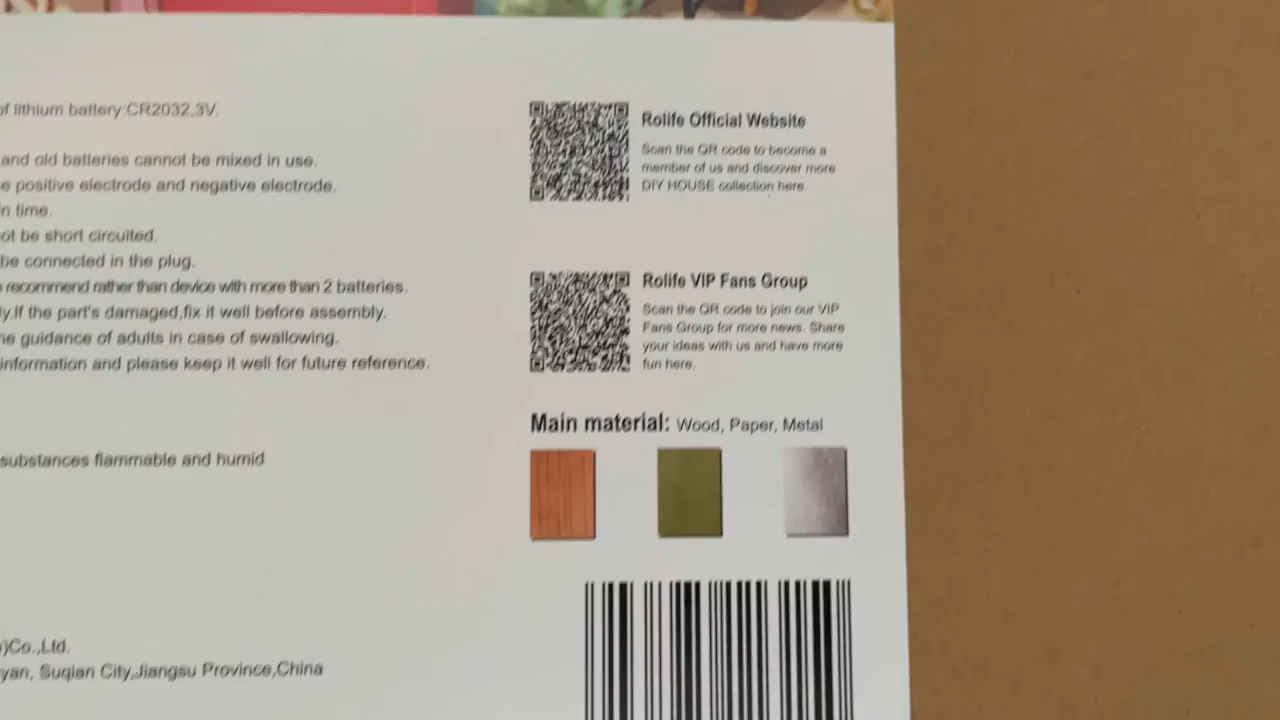 of lithium battery:CR2032,3V.
and old batteries cannot be mixed in use.
positive electrode and negative electrode.
in time.
not be short circuited.
be connected in the plug.
recommend rather than device with more than 2 batteries.
If the part's damaged,fix it well before assembly.
guidance of adults in case of swallowing.
information and please keep it well for future reference.
substances flammable and humid
)Co.,Ltd.
yan, Suqian City,Jiangsu Province,China
Rolife Official Website
Scan the QR code to become a
member of us and discover more
DIY HOUSE collection here.
Rolife VIP Fans Group
Scan the QR code to join our VIP
Fans Group for more news. Share
your ideas with us and have more
fun here.
Main material: Wood, Paper, Metal